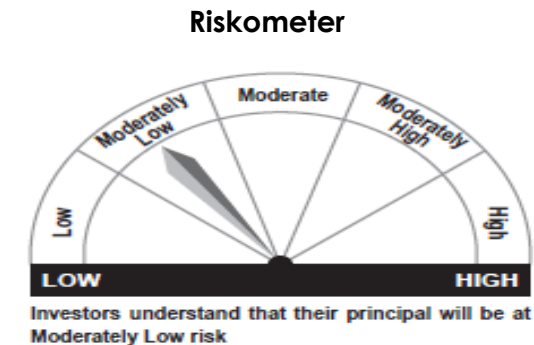 Riskometer
Low
Moderately
Low
Moderate
Moderately
High
High
LOW
HIGH
Investors understand that their principal will be at
Moderately Low risk